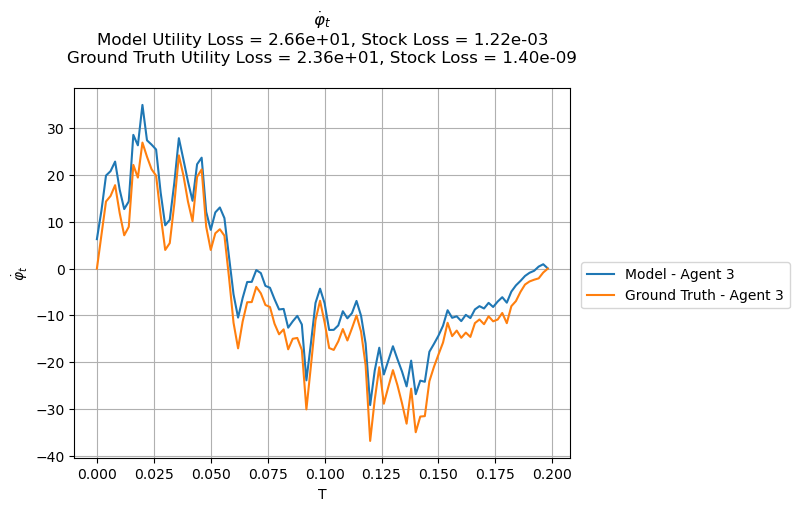 φ̇_t
Model Utility Loss = 2.66e+01, Stock Loss = 1.22e-03
Ground Truth Utility Loss = 2.36e+01, Stock Loss = 1.40e-09
30
20
10
0
−10
−20
−30
−40
φ̇_t
0.000 0.025 0.050 0.075 0.100 0.125 0.150 0.175 0.200
T
Model - Agent 3
Ground Truth - Agent 3